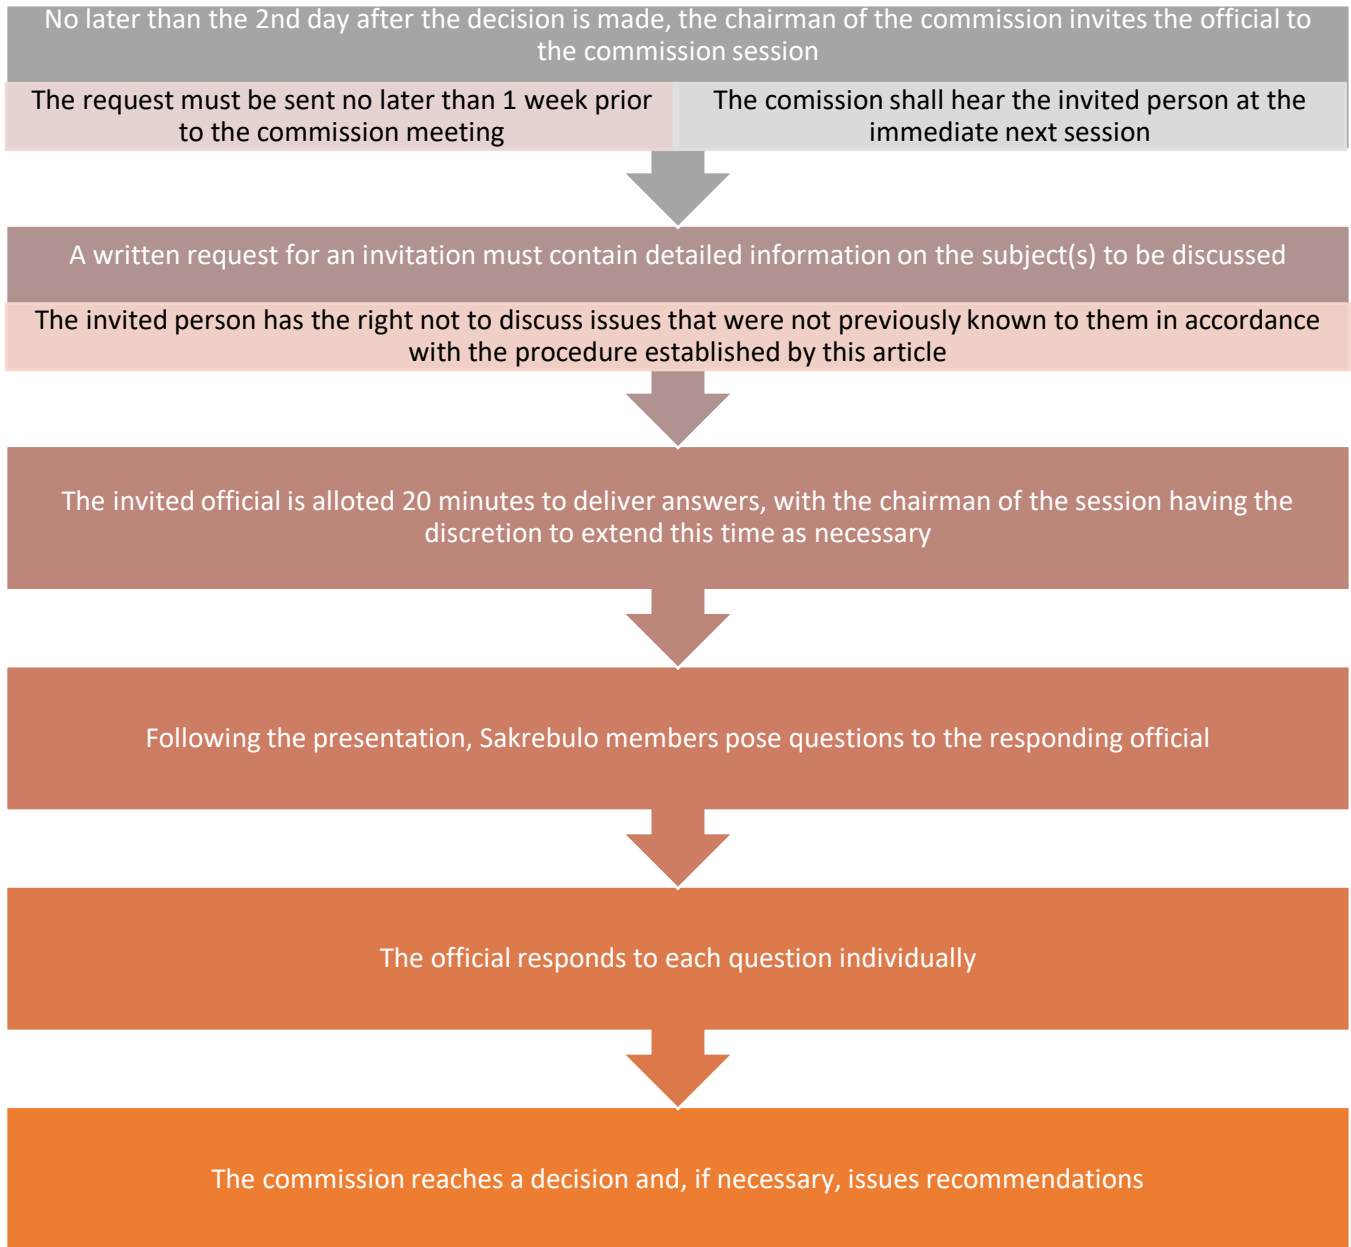 No later than the 2nd day after the decision is made, the chairman of the commission invites the official to
the commission session
The request must be sent no later than 1 week prior
to the commission meeting
The comission shall hear the invited person at the
immediate next session
A written request for an invitation must contain detailed information on the subject(s) to be discussed
The invited person has the right not to discuss issues that were not previously known to them in accordance
with the procedure established by this article
The invited official is alloted 20 minutes to deliver answers, with the chairman of the session having the
discretion to extend this time as necessary
Following the presentation, Sakrebulo members pose questions to the responding official
The official responds to each question individually
The commission reaches a decision and, if necessary, issues recommendations